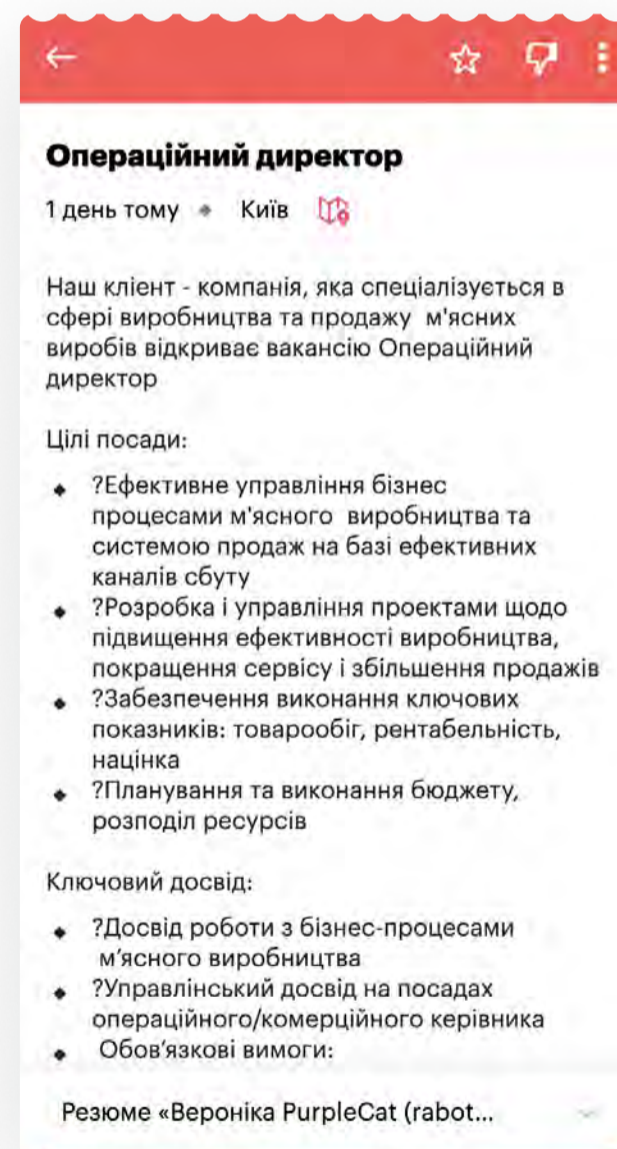 Операційний директор
1 день тому • Київ
Наш клієнт - компанія, яка спеціалізується в
сфері виробництва та продажу м'ясних
виробів відкриває вакансію Операційний
директор
Цілі посади:
?Ефективне управління бізнес
процесами м'ясного виробництва та
системою продаж на базі ефективних
каналів сбуту
?Розробка і управління проектами щодо
підвищення ефективності виробництва,
покращення сервісу і збільшення продажів
?Забезпечення виконання ключових
показників: товарообіг, рентабельність,
націнка
?Планування та виконання бюджету,
розподіл ресурсів
Ключовий досвід:
?Досвід роботи з бізнес-процесами
м’ясного виробництва
?Управлінський досвід на посадах
операційного/комерційного керівника
Обов’язкові вимоги:
Резюме «Вероніка PurpleCat (rabot...